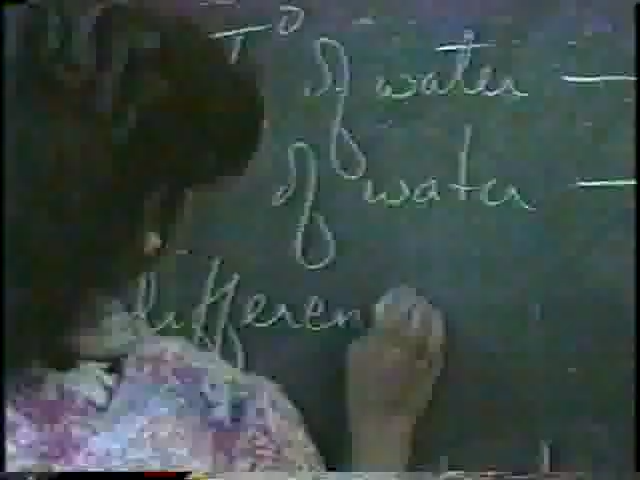 T° of water —
of water —
differen